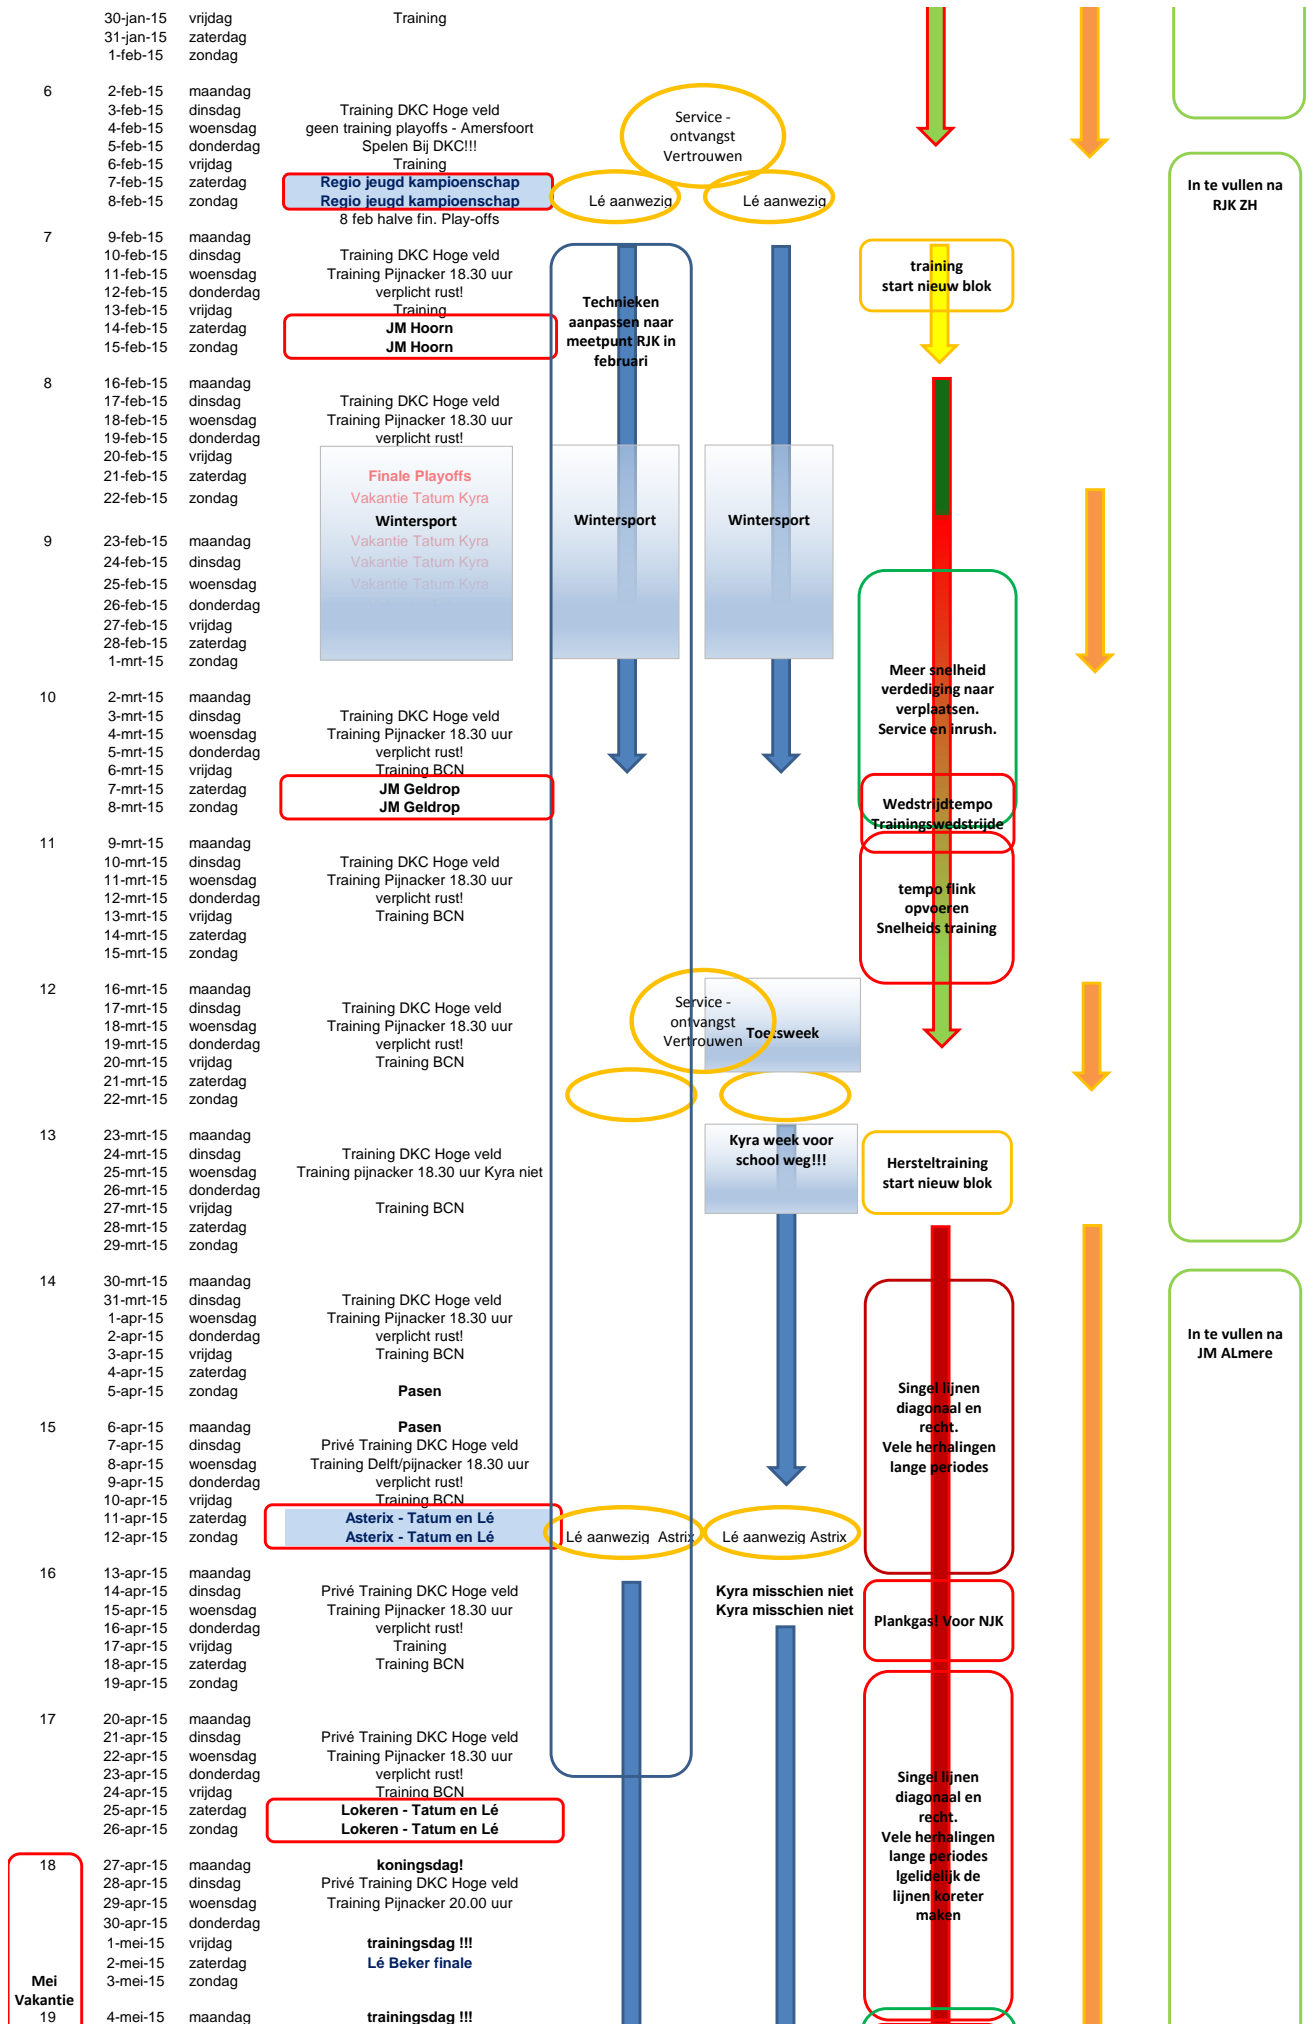 30-jan-15 vrijdag Training
31-jan-15 zaterdag
1-feb-15 zondag
6 2-feb-15 maandag
3-feb-15 dinsdag Training DKC Hoge veld
4-feb-15 woensdag geen training playoffs - Amersfoort
5-feb-15 donderdag Spelen Bij DKC!!!
6-feb-15 vrijdag Training
7-feb-15 zaterdag Regio jeugd kampioenschap
8-feb-15 zondag Regio jeugd kampioenschap
8 feb halve fin. Play-offs
Service -
ontvangst
Vertrouwen
Lé aanwezig
Lé aanwezig
In te vullen na
RJK ZH
7 9-feb-15 maandag
10-feb-15 dinsdag Training DKC Hoge veld
11-feb-15 woensdag Training Pijnacker 18.30 uur
12-feb-15 donderdag verplicht rust!
13-feb-15 vrijdag Training
14-feb-15 zaterdag JM Hoorn
15-feb-15 zondag JM Hoorn
Technieken
aanpassen naar
meetpunt RJK in
februari
training
start nieuw blok
8 16-feb-15 maandag
17-feb-15 dinsdag Training DKC Hoge veld
18-feb-15 woensdag Training Pijnacker 18.30 uur
19-feb-15 donderdag verplicht rust!
20-feb-15 vrijdag
21-feb-15 zaterdag Finale Playoffs
22-feb-15 zondag Vakantie Tatum Kyra
Wintersport
Wintersport
Wintersport
9 23-feb-15 maandag Vakantie Tatum Kyra
24-feb-15 dinsdag Vakantie Tatum Kyra
25-feb-15 woensdag Vakantie Tatum Kyra
26-feb-15 donderdag
27-feb-15 vrijdag
28-feb-15 zaterdag
1-mrt-15 zondag
Meer snelheid
verdediging naar
verplaatsen.
Service en inrush.
10 2-mrt-15 maandag
3-mrt-15 dinsdag Training DKC Hoge veld
4-mrt-15 woensdag Training Pijnacker 18.30 uur
5-mrt-15 donderdag verplicht rust!
6-mrt-15 vrijdag Training BCN
7-mrt-15 zaterdag JM Geldrop
8-mrt-15 zondag JM Geldrop
Wedstrijdtempo
Trainingswedstrijde
11 9-mrt-15 maandag
10-mrt-15 dinsdag Training DKC Hoge veld
11-mrt-15 woensdag Training Pijnacker 18.30 uur
12-mrt-15 donderdag verplicht rust!
13-mrt-15 vrijdag Training BCN
14-mrt-15 zaterdag
15-mrt-15 zondag
tempo flink
opvoeren
Snelheids training
12 16-mrt-15 maandag
17-mrt-15 dinsdag Training DKC Hoge veld
18-mrt-15 woensdag Training Pijnacker 18.30 uur
19-mrt-15 donderdag verplicht rust!
20-mrt-15 vrijdag Training BCN
21-mrt-15 zaterdag
22-mrt-15 zondag
Service -
ontvangst
Vertrouwen
Toetsweek
13 23-mrt-15 maandag
24-mrt-15 dinsdag Training DKC Hoge veld
25-mrt-15 woensdag Training pijnacker 18.30 uur Kyra niet
26-mrt-15 donderdag
27-mrt-15 vrijdag Training BCN
28-mrt-15 zaterdag
29-mrt-15 zondag
Kyra week voor
school weg!!!
Hersteltraining
start nieuw blok
14 30-mrt-15 maandag
31-mrt-15 dinsdag Training DKC Hoge veld
1-apr-15 woensdag Training Pijnacker 18.30 uur
2-apr-15 donderdag verplicht rust!
3-apr-15 vrijdag Training BCN
4-apr-15 zaterdag
5-apr-15 zondag Pasen
In te vullen na
JM ALmere
Singel lijnen
diagonaal en
recht.
Vele herhalingen
lange periodes
15 6-apr-15 maandag Pasen
7-apr-15 dinsdag Privé Training DKC Hoge veld
8-apr-15 woensdag Training Delft/pijnacker 18.30 uur
9-apr-15 donderdag verplicht rust!
10-apr-15 vrijdag Training BCN
11-apr-15 zaterdag Asterix - Tatum en Lé
12-apr-15 zondag Asterix - Tatum en Lé
Lé aanwezig Astrix
Lé aanwezig Astrix
16 13-apr-15 maandag
14-apr-15 dinsdag Privé Training DKC Hoge veld
15-apr-15 woensdag Training Pijnacker 18.30 uur
16-apr-15 donderdag verplicht rust!
17-apr-15 vrijdag Training
18-apr-15 zaterdag Training BCN
19-apr-15 zondag
Kyra misschien niet
Kyra misschien niet
Plankgas! Voor NJK
17 20-apr-15 maandag
21-apr-15 dinsdag Privé Training DKC Hoge veld
22-apr-15 woensdag Training Pijnacker 18.30 uur
23-apr-15 donderdag verplicht rust!
24-apr-15 vrijdag Training BCN
25-apr-15 zaterdag Lokeren - Tatum en Lé
26-apr-15 zondag Lokeren - Tatum en Lé
Singel lijnen
diagonaal en
recht.
Vele herhalingen
lange periodes
lgelidelijk de
lijnen koreter
maken
18 27-apr-15 maandag koningsdag!
28-apr-15 dinsdag Privé Training DKC Hoge veld
29-apr-15 woensdag Training Pijnacker 20.00 uur
30-apr-15 donderdag
1-mei-15 vrijdag trainingsdag !!!
2-mei-15 zaterdag Lé Beker finale
3-mei-15 zondag
Mei
Vakantie
19 4-mei-15 maandag trainingsdag !!!